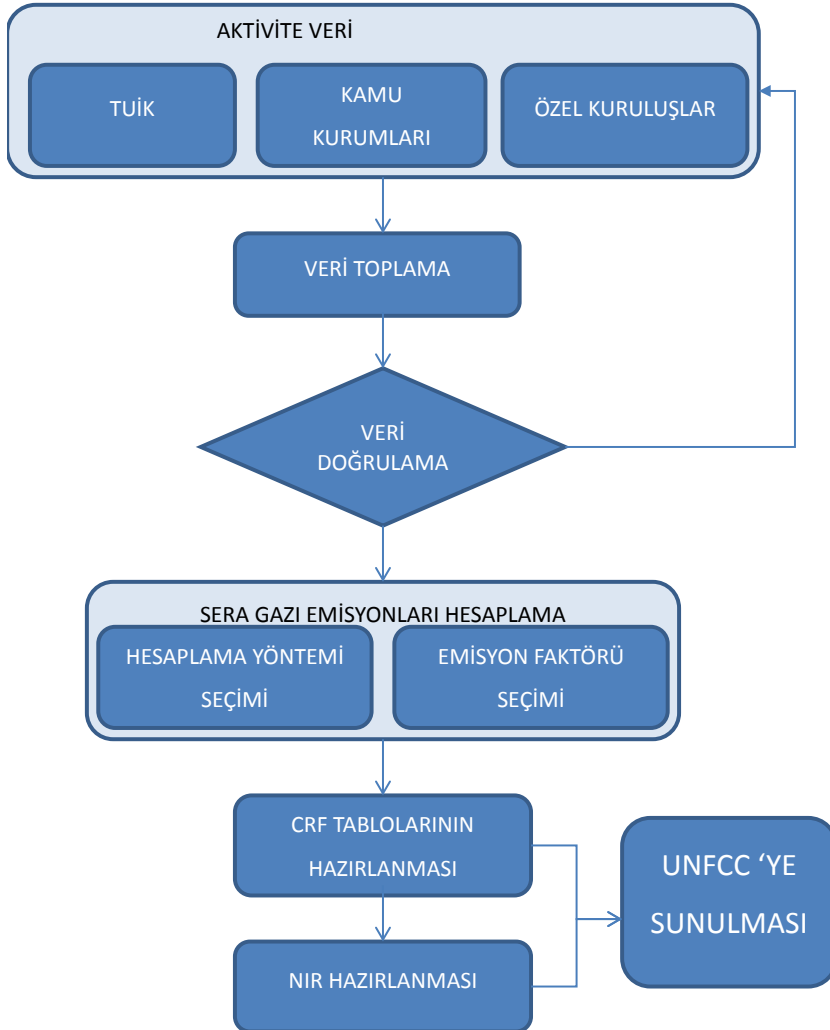 AKTİVİTE VERİ
TUİK
KAMU
KURUMLARI
ÖZEL KURULUŞLAR
VERİ TOPLAMA
VERİ
DOĞRULAMA
SERA GAZI EMİSYONLARI HESAPLAMA
HESAPLAMA YÖNTEMİ
SEÇİMİ
EMİSYON FAKTÖRÜ
SEÇİMİ
CRF TABLOLARININ
HAZIRLANMASI
UNFCC ‘YE
SUNULMASI
NIR HAZIRLANMASI